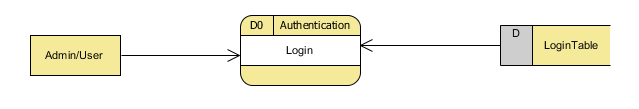 D0 Authentication
Admin/User
Login
D
LoginTable